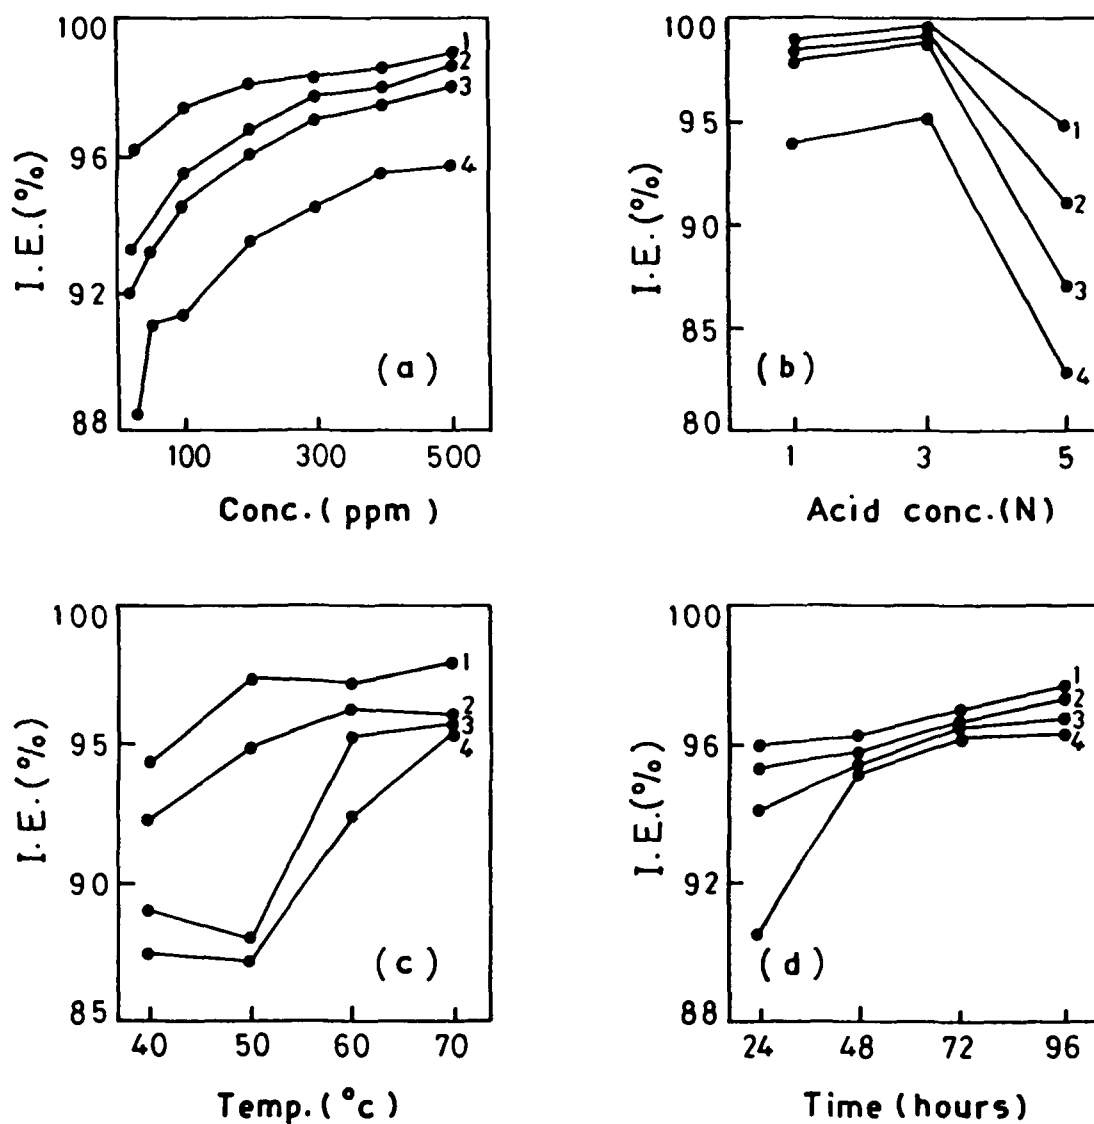 100
96
92
88
I.E.(%)
1
2
3
4
(a)
100 300 500
Conc.( ppm )
100
95
90
85
80
I.E.(%)
1
2
3
4
(b)
1 3 5
Acid conc.(N)
100
95
90
85
I.E.(%)
1
2
3
4
(c)
40 50 60 70
Temp.(°c)
100
96
92
88
I.E.(%)
1
2
3
4
(d)
24 48 72 96
Time (hours)